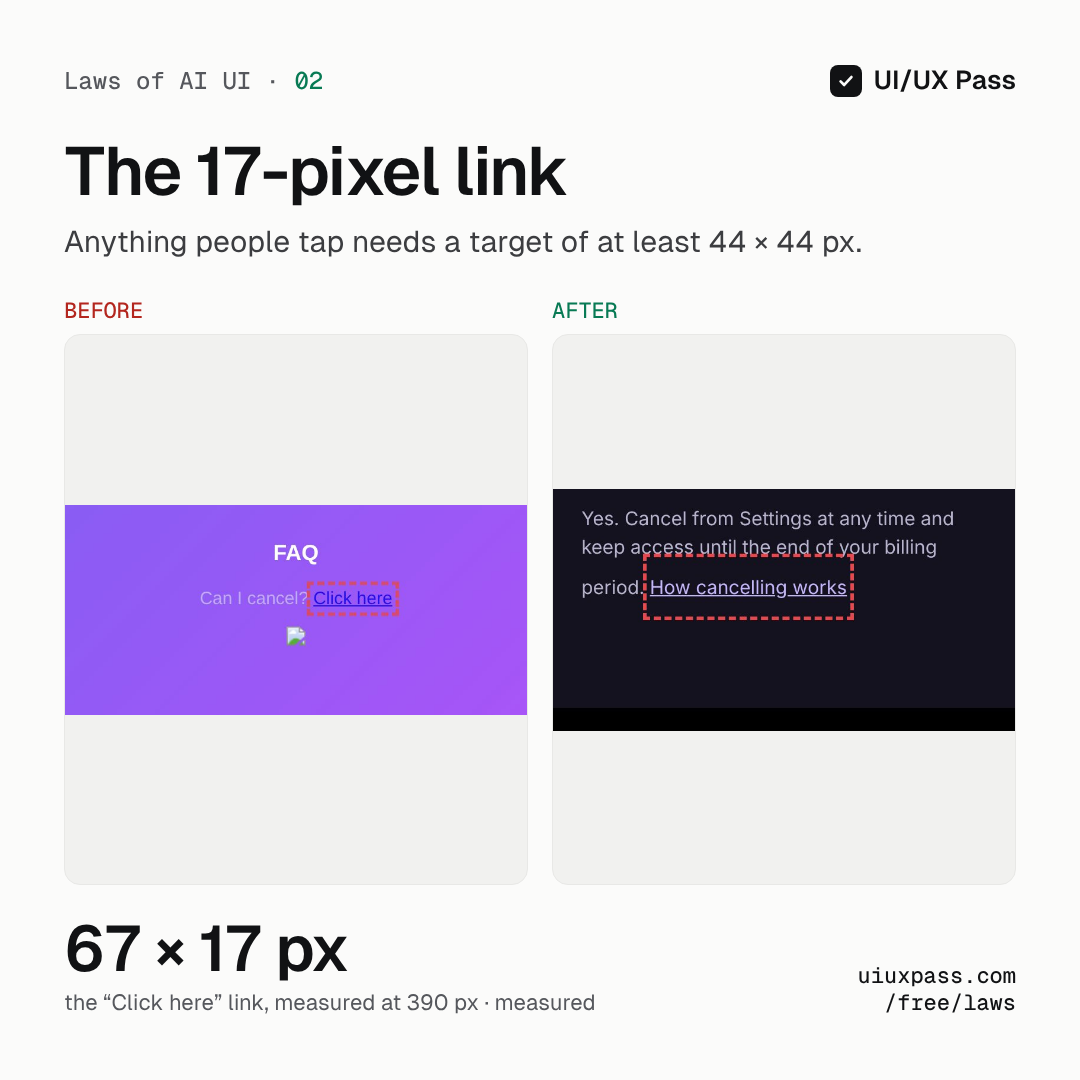 Laws of AI UI · 02
UI/UX Pass
The 17-pixel link
Anything people tap needs a target of at least 44 × 44 px.
BEFORE
AFTER
FAQ
Can I cancel? Click here
Yes. Cancel from Settings at any time and
keep access until the end of your billing
period. How cancelling works
67 × 17 px
the “Click here” link, measured at 390 px · measured
uiuxpass.com
/free/laws